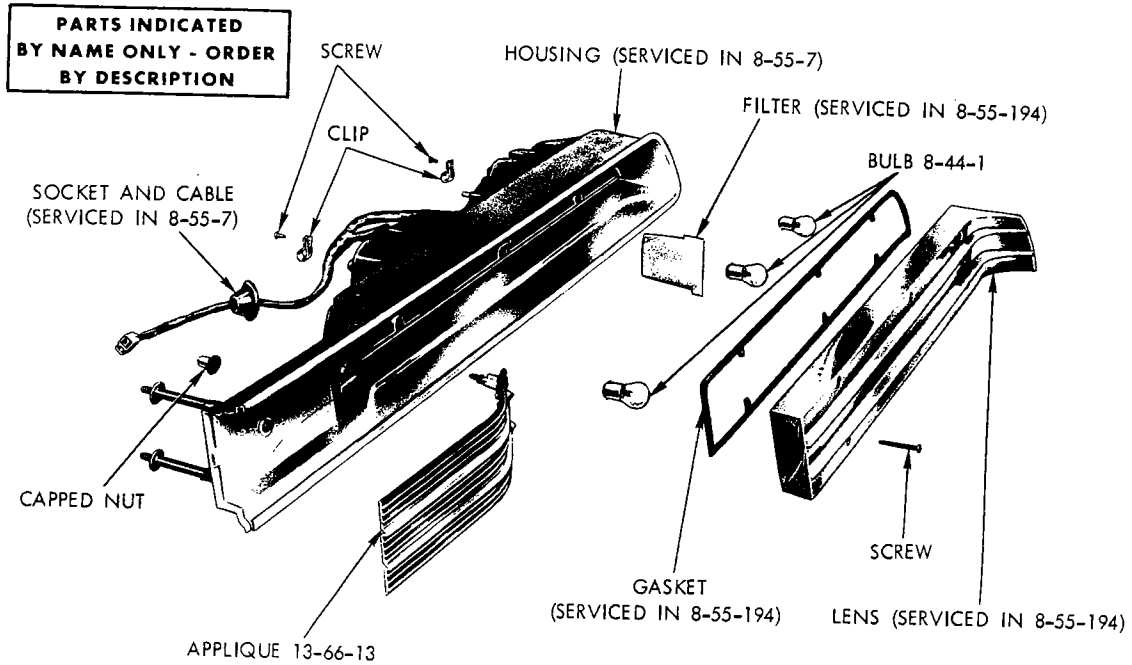 PARTS INDICATED
BY NAME ONLY - ORDER
BY DESCRIPTION
SCREW
HOUSING (SERVICED IN 8-55-7)
FILTER (SERVICED IN 8-55-194)
CLIP
BULB 8-44-1
SOCKET AND CABLE
(SERVICED IN 8-55-7)
CAPPED NUT
SCREW
GASKET
(SERVICED IN 8-55-194)
LENS (SERVICED IN 8-55-194)
APPLIQUE 13-66-13